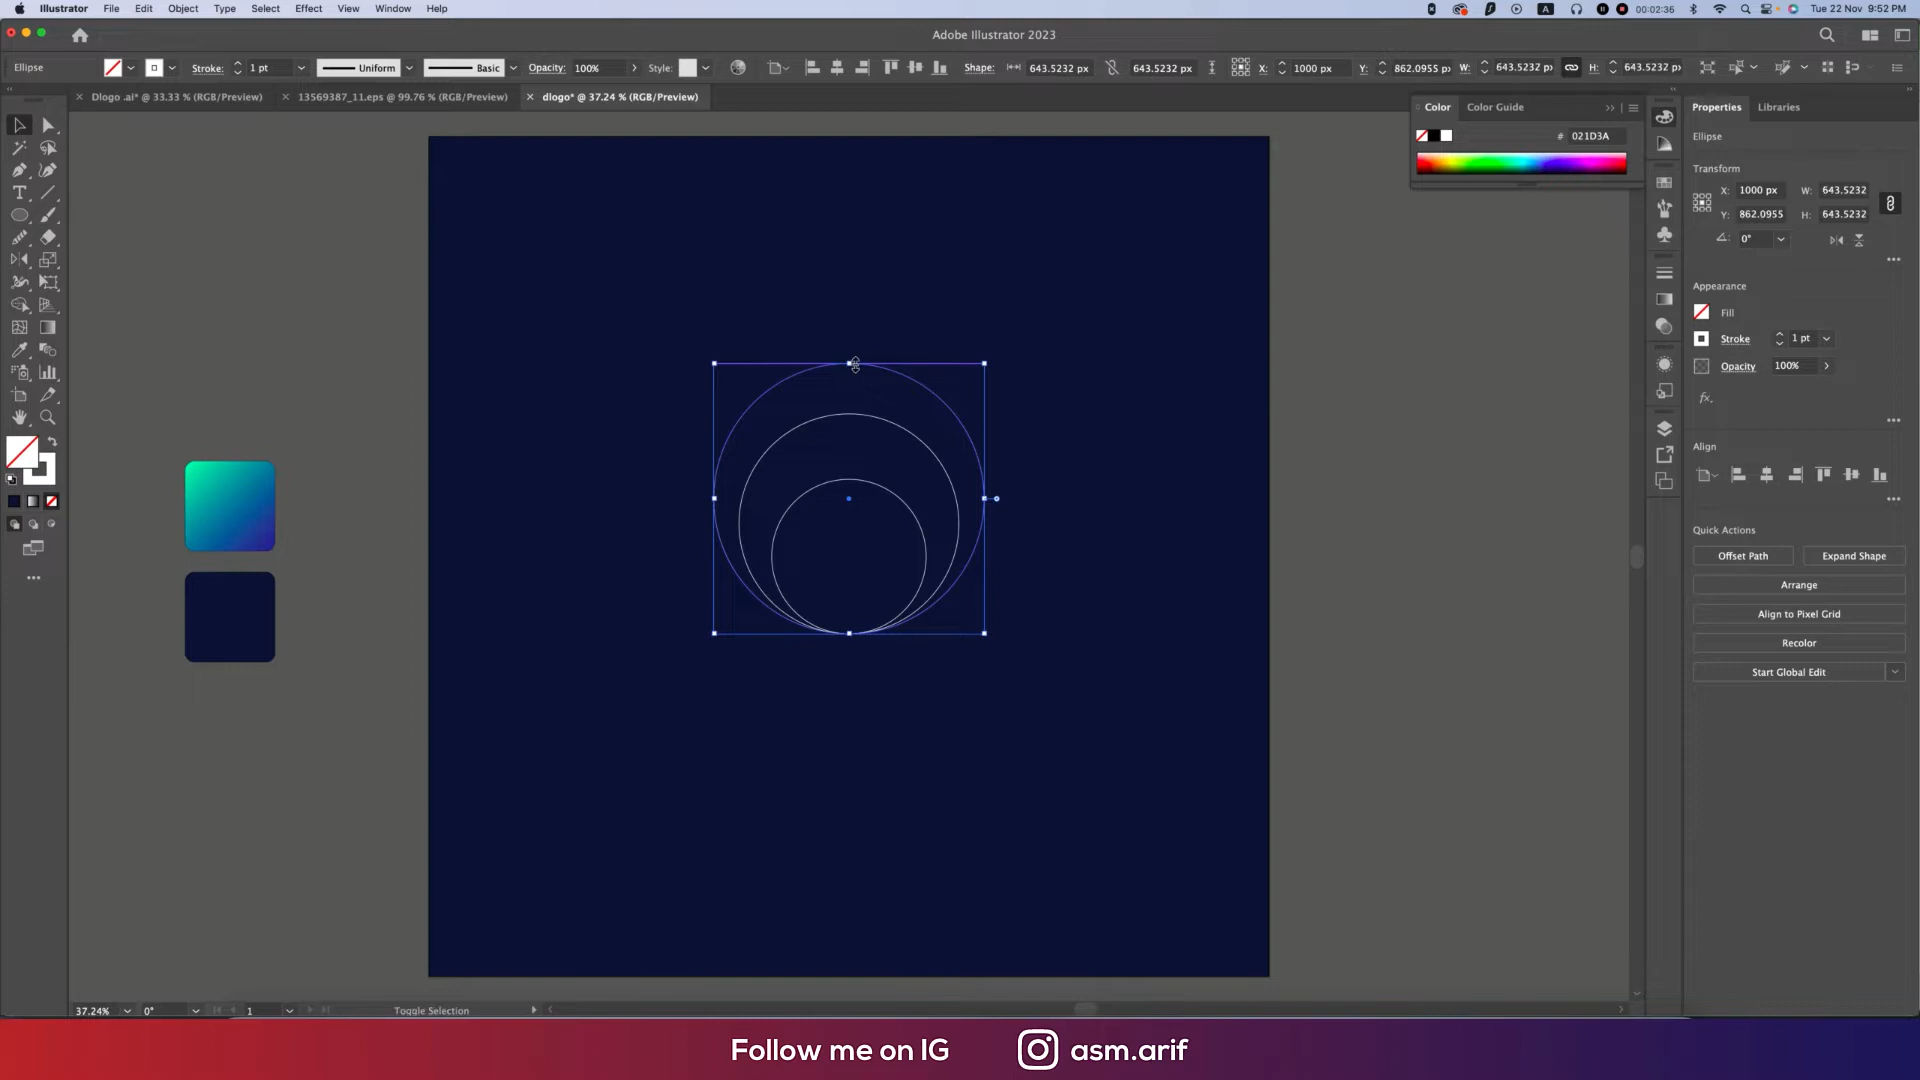 Illustrator File Edit Object Type Select Effect View Window Help
00:02:36 Tue 22 Nov 9:52 PM
Adobe Illustrator 2023
Ellipse Stroke: 1 pt Uniform Basic Opacity: 100% Style: Shape: 643.5232 px 643.5232 px X: 1000 px Y: 862.0955 px W: 643.5232 px H: 643.5232 p
Dlogo .ai* @ 33.33 % (RGB/Preview) 13569387_11.eps @ 99.76 % (RGB/Preview) dlogo* @ 37.24 % (RGB/Preview)
Color Color Guide
# 021D3A
Properties Libraries
Ellipse
Transform
X: 1000 px W: 643.5232
Y: 862.0955 H: 643.5232
0°
Appearance
Fill
Stroke 1 pt
Opacity 100%
fx.
Align
Quick Actions
Offset Path Expand Shape
Arrange
Align to Pixel Grid
Recolor
Start Global Edit
37.24% 0° 1 Toggle Selection
Follow me on IG asm.arif